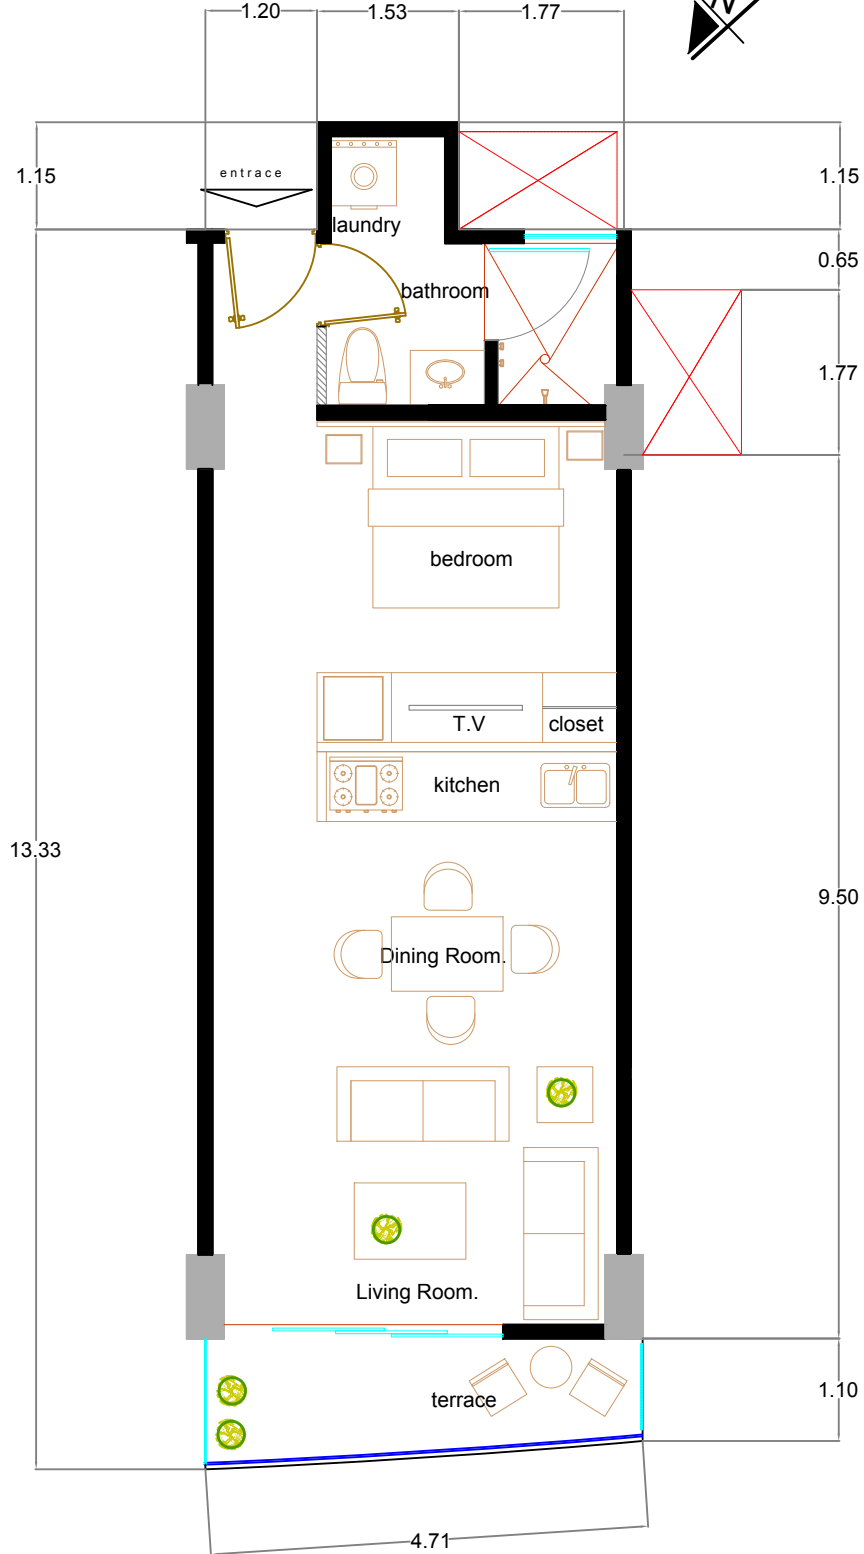 1.20
1.53
1.77
N
1.15
entrace
1.15
laundry
0.65
bathroom
1.77
bedroom
T.V
closet
kitchen
13.33
9.50
Dining Room.
Living Room.
terrace
1.10
4.71